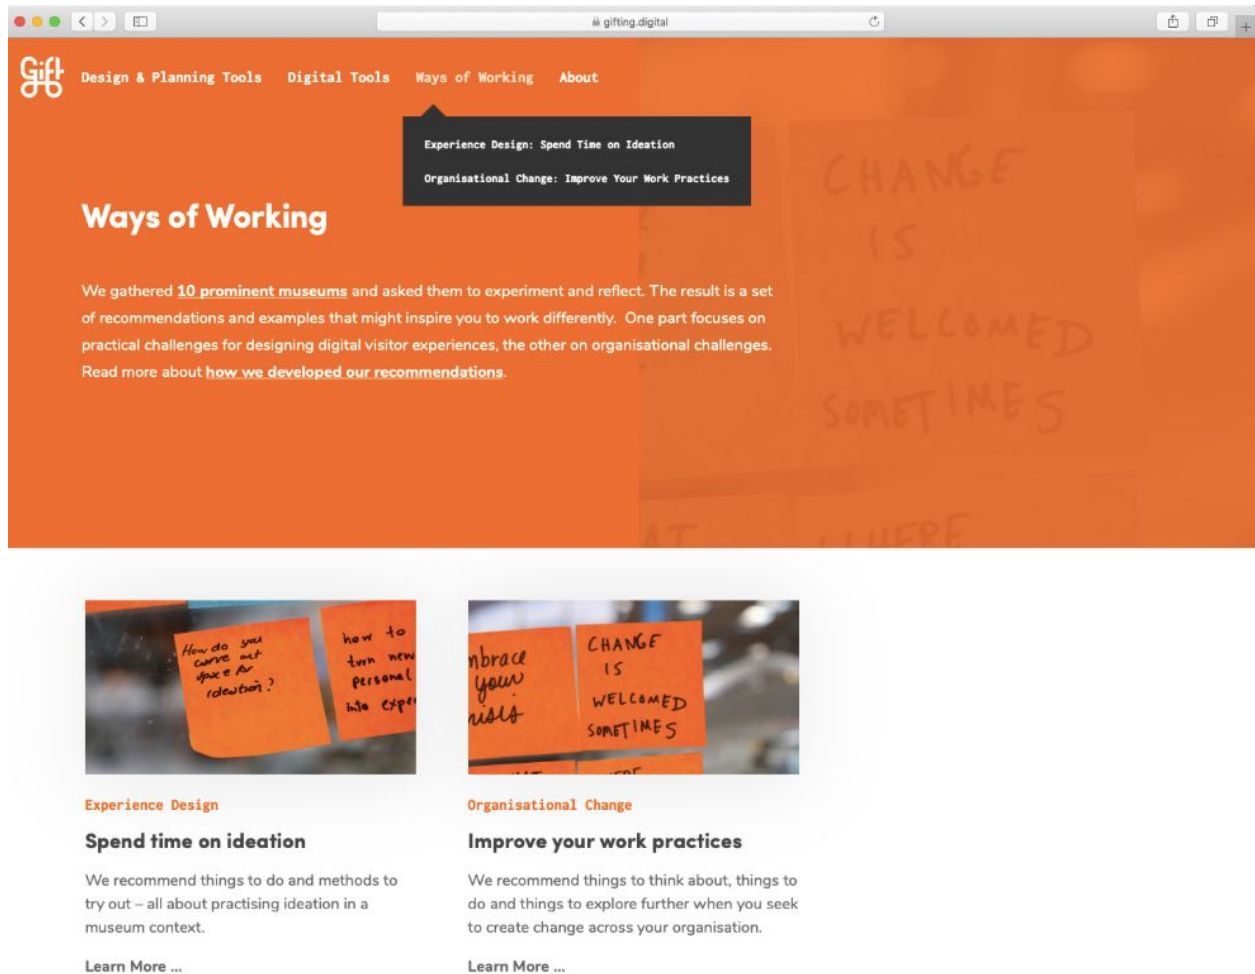 gifting.digital
Gift
Design & Planning Tools Digital Tools Ways of Working About
Experience Design: Spend Time on Ideation
Organisational Change: Improve Your Work Practices
Ways of Working
We gathered 10 prominent museums and asked them to experiment and reflect. The result is a set
of recommendations and examples that might inspire you to work differently. One part focuses on
practical challenges for designing digital visitor experiences, the other on organisational challenges.
Read more about how we developed our recommendations.
CHANGE
IS
WELCOMED
SOMETIMES
WHERE
How do you
carve out
space for
ideation?
how to
turn new
personal
into expe
mbrace
your
CHANGE
IS
WELCOMED
SOMETIMES
Experience Design
Spend time on ideation
We recommend things to do and methods to
try out – all about practising ideation in a
museum context.
Learn More ...
Organisational Change
Improve your work practices
We recommend things to think about, things to
do and things to explore further when you seek
to create change across your organisation.
Learn More ...